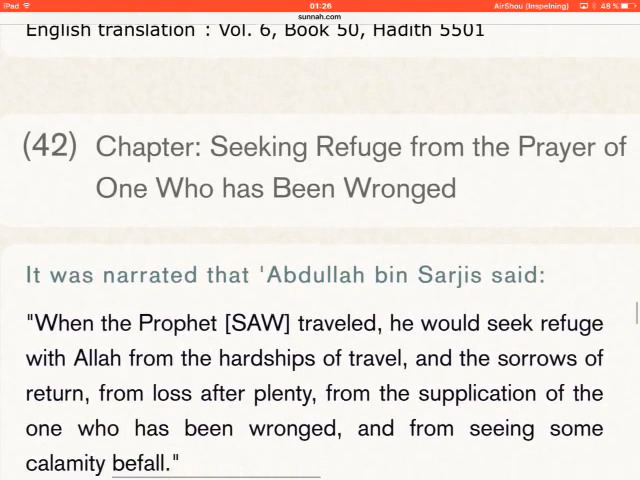 iPad 01:26 AirShou (Inspelning) 48 %
sunnah.com
English translation : Vol. 6, Book 50, Hadith 5501
(42) Chapter: Seeking Refuge from the Prayer of
One Who has Been Wronged
It was narrated that 'Abdullah bin Sarjis said:
"When the Prophet [SAW] traveled, he would seek refuge
with Allah from the hardships of travel, and the sorrows of
return, from loss after plenty, from the supplication of the
one who has been wronged, and from seeing some
calamity befall."